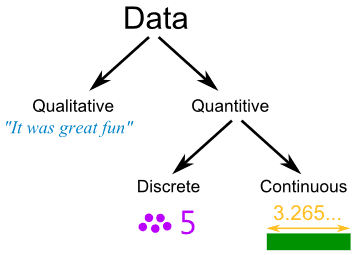 Data
Qualitative
Quantitive
"It was great fun"
Discrete
Continuous
5
3.265...